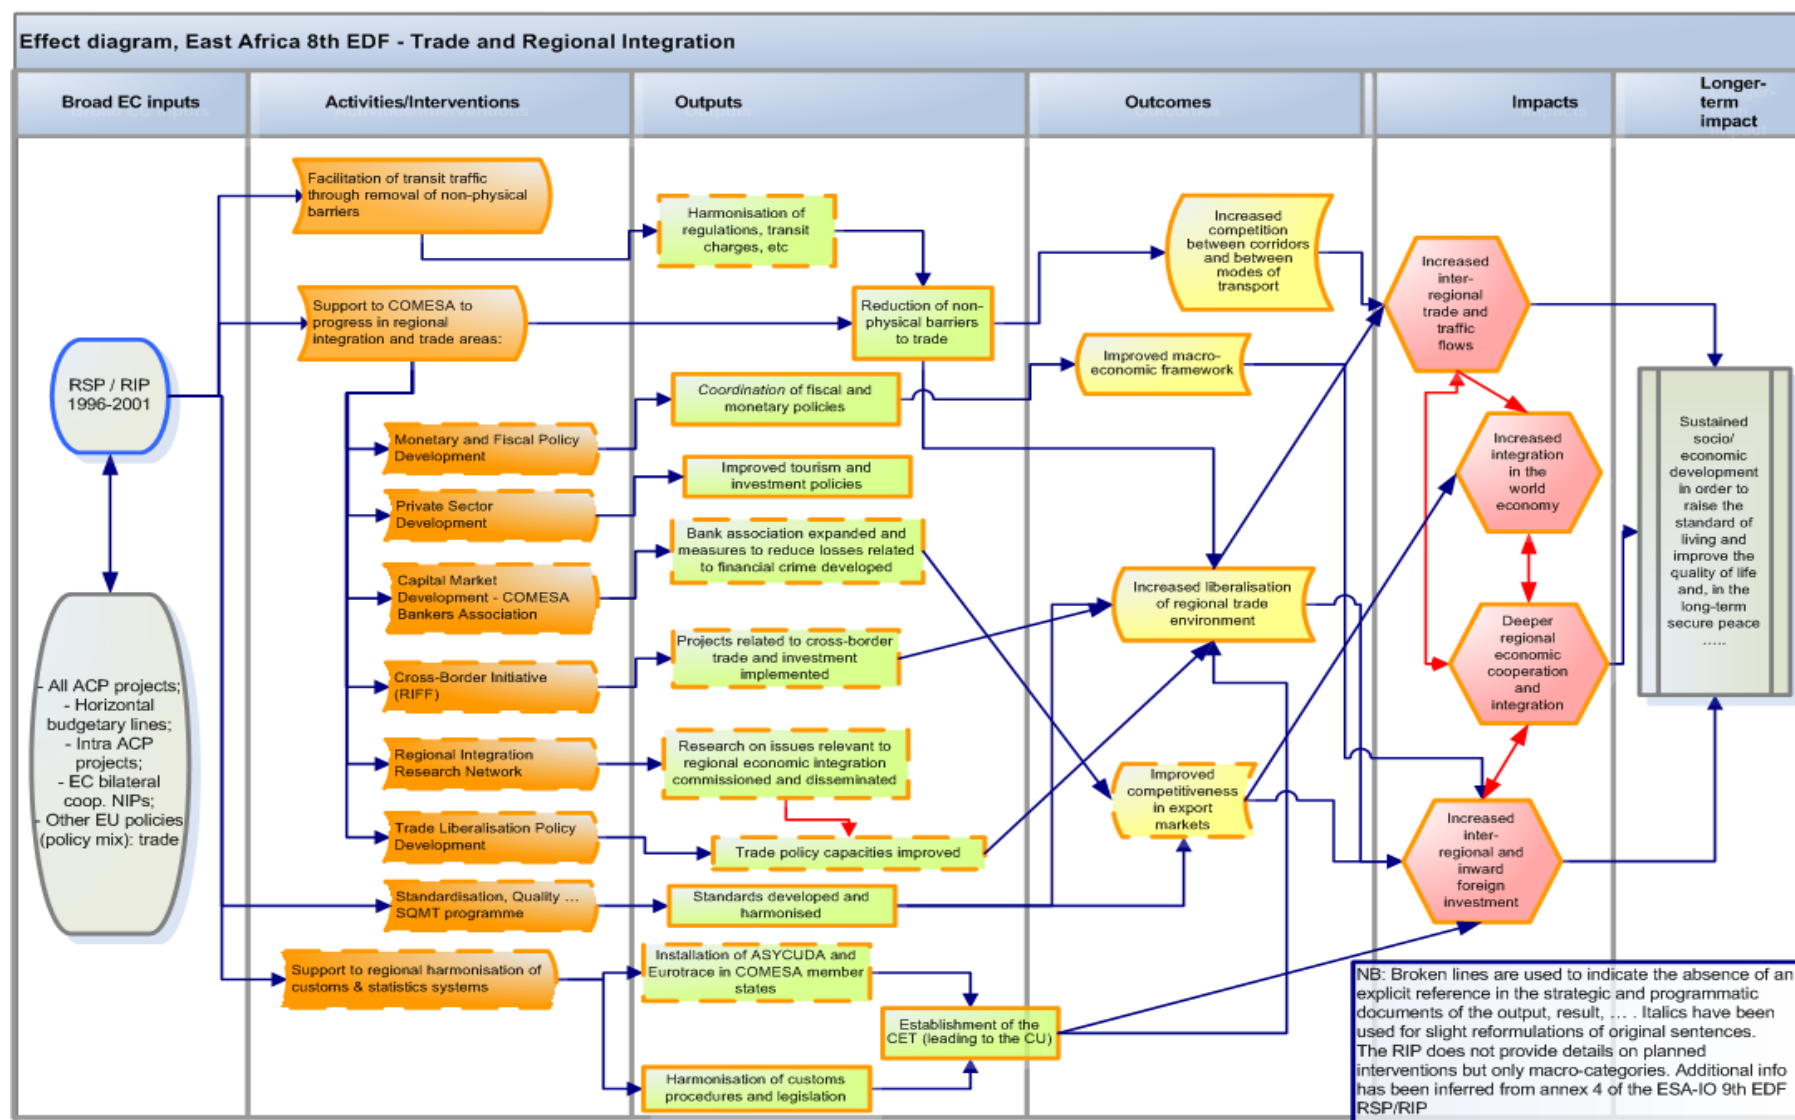 Effect diagram, East Africa 8th EDF - Trade and Regional Integration
Broad EC inputs
Activities/Interventions
Outputs
Outcomes
Impacts
Longer-
term
impact
RSP / RIP
1996-2001
- All ACP projects;
- Horizontal
budgetary lines;
- Intra ACP
projects;
- EC bilateral
coop. NIPs;
- Other EU policies
(policy mix): trade
Facilitation of transit traffic
through removal of non-physical
barriers
Support to COMESA to
progress in regional
integration and trade areas:
Monetary and Fiscal Policy
Development
Private Sector
Development
Capital Market
Development - COMESA
Bankers Association
Cross-Border Initiative
(RIFF)
Regional Integration
Research Network
Trade Liberalisation Policy
Development
Standardisation, Quality ...
SQMT programme
Support to regional harmonisation of
customs & statistics systems
Harmonisation of
regulations, transit
charges, etc
Reduction of non-
physical barriers
to trade
Coordination of fiscal and
monetary policies
Improved tourism and
investment policies
Bank association expanded and
measures to reduce losses related
to financial crime developed
Projects related to cross-border
trade and investment
implemented
Research on issues relevant to
regional economic integration
commissioned and disseminated
Trade policy capacities improved
Standards developed and
harmonised
Installation of ASYCUDA and
Eurotrace in COMESA member
states
Establishment of the
CET (leading to the CU)
Harmonisation of customs
procedures and legislation
Increased
competition
between corridors
and between
modes of
transport
Improved macro-
economic framework
Increased liberalisation
of regional trade
environment
Improved
competitiveness
in export
markets
Increased
inter-
regional
trade and
traffic
flows
Increased
integration
in the
world
economy
Deeper
regional
economic
cooperation
and
integration
Increased
inter-
regional and
inward
foreign
investment
Sustained
socio/
economic
development
in order to
raise the
standard of
living and
improve the
quality of life
and, in the
long-term
secure peace
.....
NB: Broken lines are used to indicate the absence of an
explicit reference in the strategic and programmatic
documents of the output, result, ... . Italics have been
used for slight reformulations of original sentences.
The RIP does not provide details on planned
interventions but only macro-categories. Additional info
has been inferred from annex 4 of the ESA-IO 9th EDF
RSP/RIP